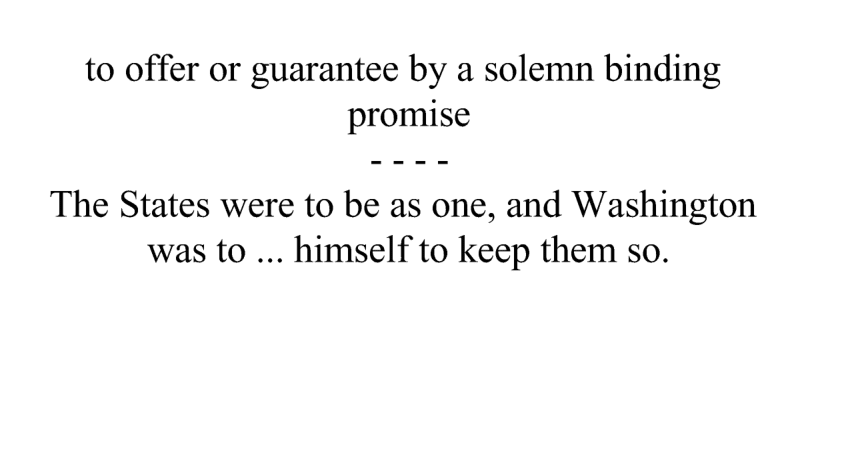 to offer or guarantee by a solemn binding
promise
- - - -
The States were to be as one, and Washington
was to ... himself to keep them so.